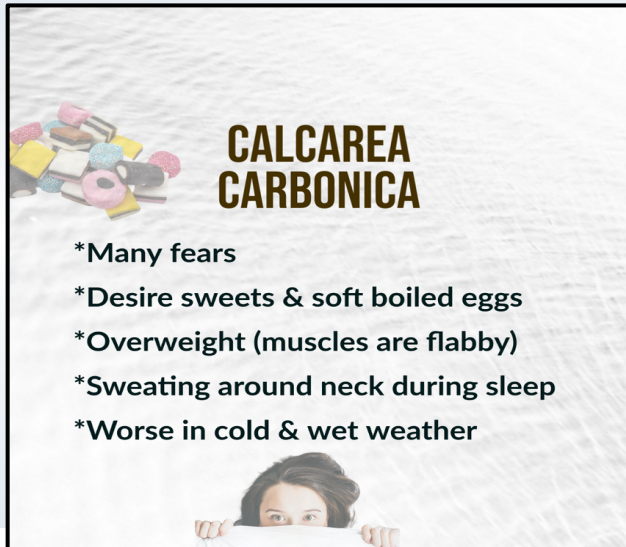 CALCAREA
CARBONICA
*Many fears
*Desire sweets & soft boiled eggs
*Overweight (muscles are flabby)
*Sweating around neck during sleep
*Worse in cold & wet weather